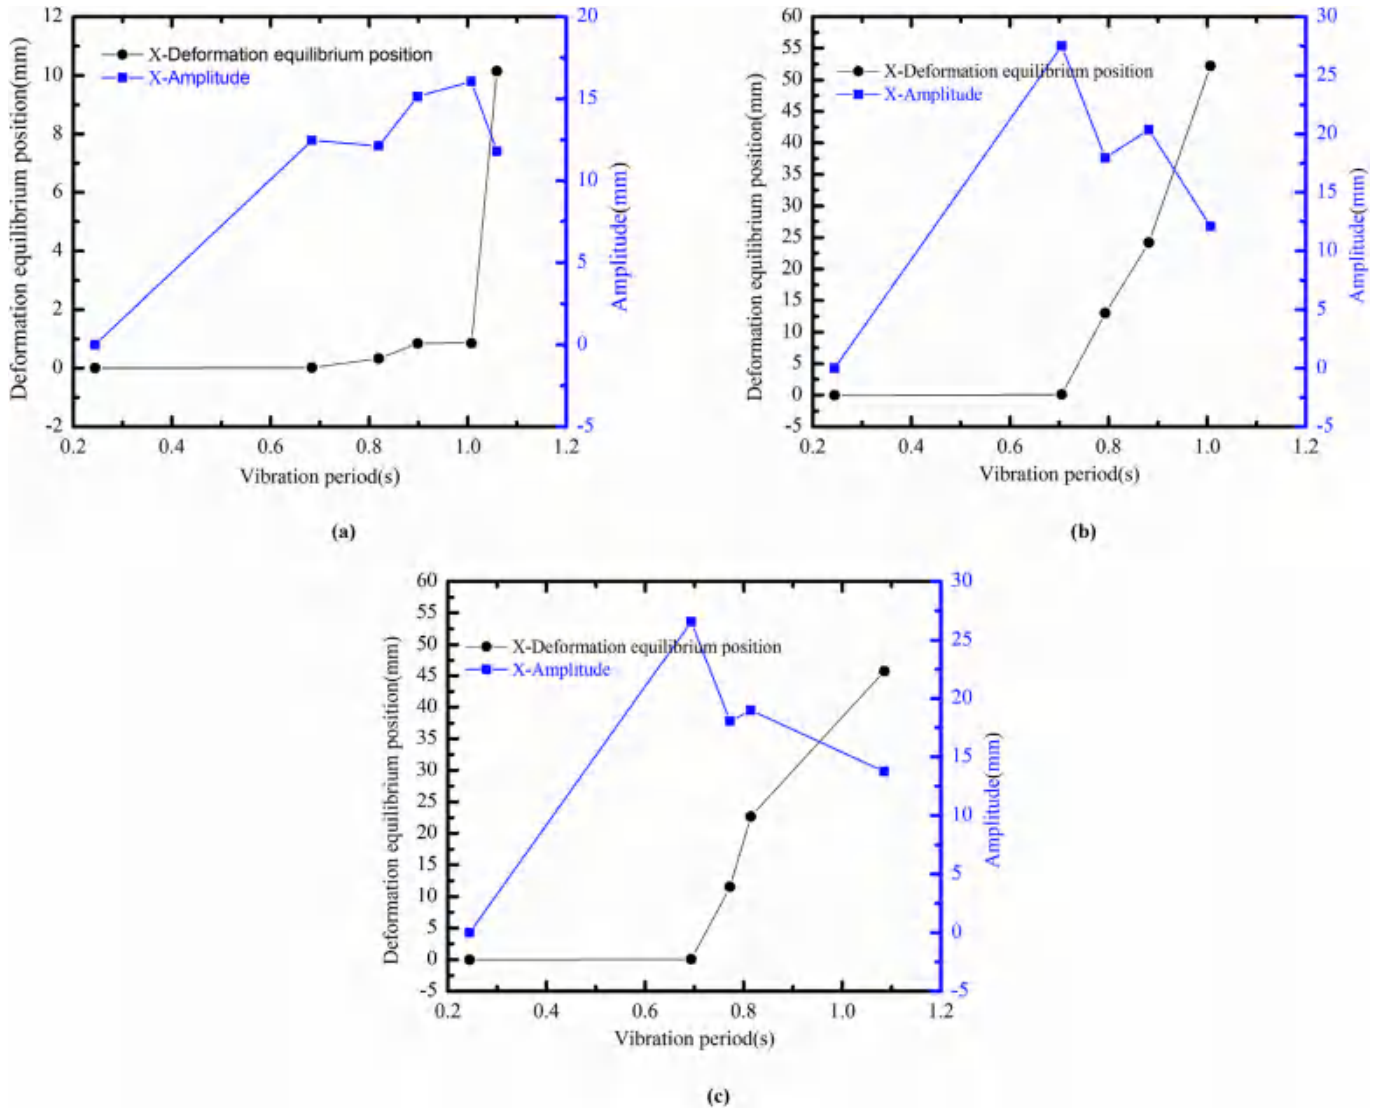 12
10
8
6
4
2
0
-2
Deformation equilibrium position(mm)
X-Deformation equilibrium position
X-Amplitude
20
15
10
5
0
-5
Amplitude(mm)
0.2 0.4 0.6 0.8 1.0 1.2
Vibration period(s)
(a)
60
55
50
45
40
35
30
25
20
15
10
5
0
-5
Deformation equilibrium position(mm)
X-Deformation equilibrium position
X-Amplitude
30
25
20
15
10
5
0
-5
Amplitude(mm)
0.2 0.4 0.6 0.8 1.0 1.2
Vibration period(s)
(b)
60
55
50
45
40
35
30
25
20
15
10
5
0
-5
Deformation equilibrium position(mm)
X-Deformation equilibrium position
X-Amplitude
30
25
20
15
10
5
0
-5
Amplitude(mm)
0.2 0.4 0.6 0.8 1.0 1.2
Vibration period(s)
(c)